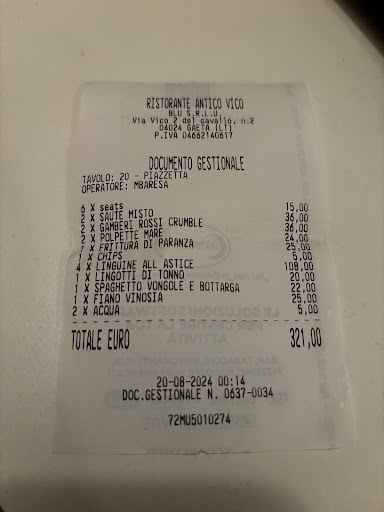 RISTORANTE ANTICO VICO
BLU S.R.L.U.
Via Vico 2 del cavallo, n.2
04024 GAETA (LT)
P.IVA 04662140617
DOCUMENTO GESTIONALE
TAVOLO: 20 - PIAZZETTA
OPERATORE: MBARESA
6 X seats 15,00
2 X SAUTE MISTO 36,00
2 X GAMBERI ROSSI CRUMBLE 36,00
2 X POLPETTE MARE 24,00
1 X FRITTURA DI PARANZA 25,00
1 X CHIPS 5,00
4 X LINGUINE ALL ASTICE 108,00
1 X LINGOTTI DI TONNO 20,00
1 X SPAGHETTO VONGOLE E BOTTARGA 22,00
1 X FIANO VINOSIA 25,00
2 X ACQUA 5,00
TOTALE EURO 321,00
20-08-2024 00:14
DOC.GESTIONALE N. 0637-0034
72MU5010274